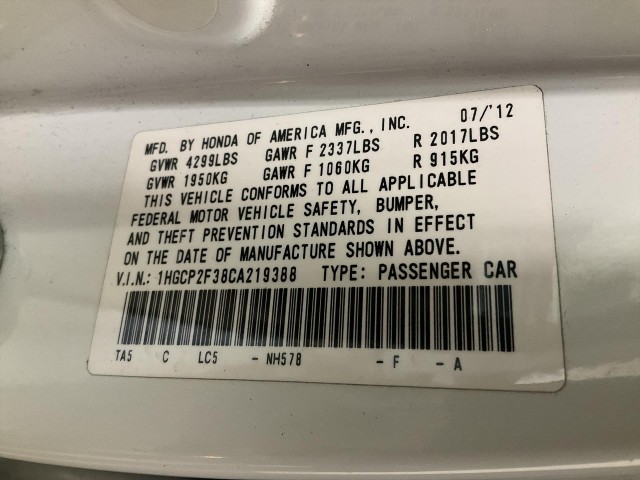 MFD. BY HONDA OF AMERICA MFG., INC. 07/'12
GVWR 4299LBS GAWR F 2337LBS R 2017LBS
GVWR 1950KG GAWR F 1060KG R 915KG
THIS VEHICLE CONFORMS TO ALL APPLICABLE
FEDERAL MOTOR VEHICLE SAFETY, BUMPER,
AND THEFT PREVENTION STANDARDS IN EFFECT
ON THE DATE OF MANUFACTURE SHOWN ABOVE.
V.I.N.: 1HGCP2F38CA219388 TYPE: PASSENGER CAR
TA5 C LC5 - NH578 - F - A